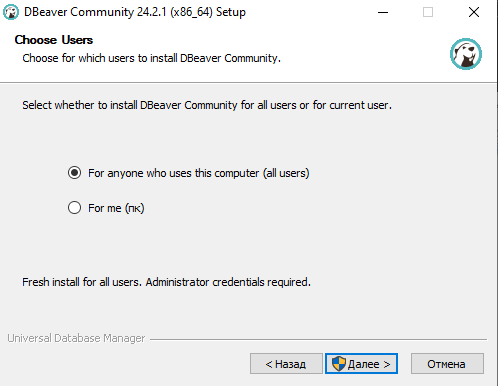 DBeaver Community 24.2.1 (x86_64) Setup
Choose Users
Choose for which users to install DBeaver Community.
Select whether to install DBeaver Community for all users or for current user.
For anyone who uses this computer (all users)
For me (пк)
Fresh install for all users. Administrator credentials required.
Universal Database Manager
< Назад
Далее >
Отмена